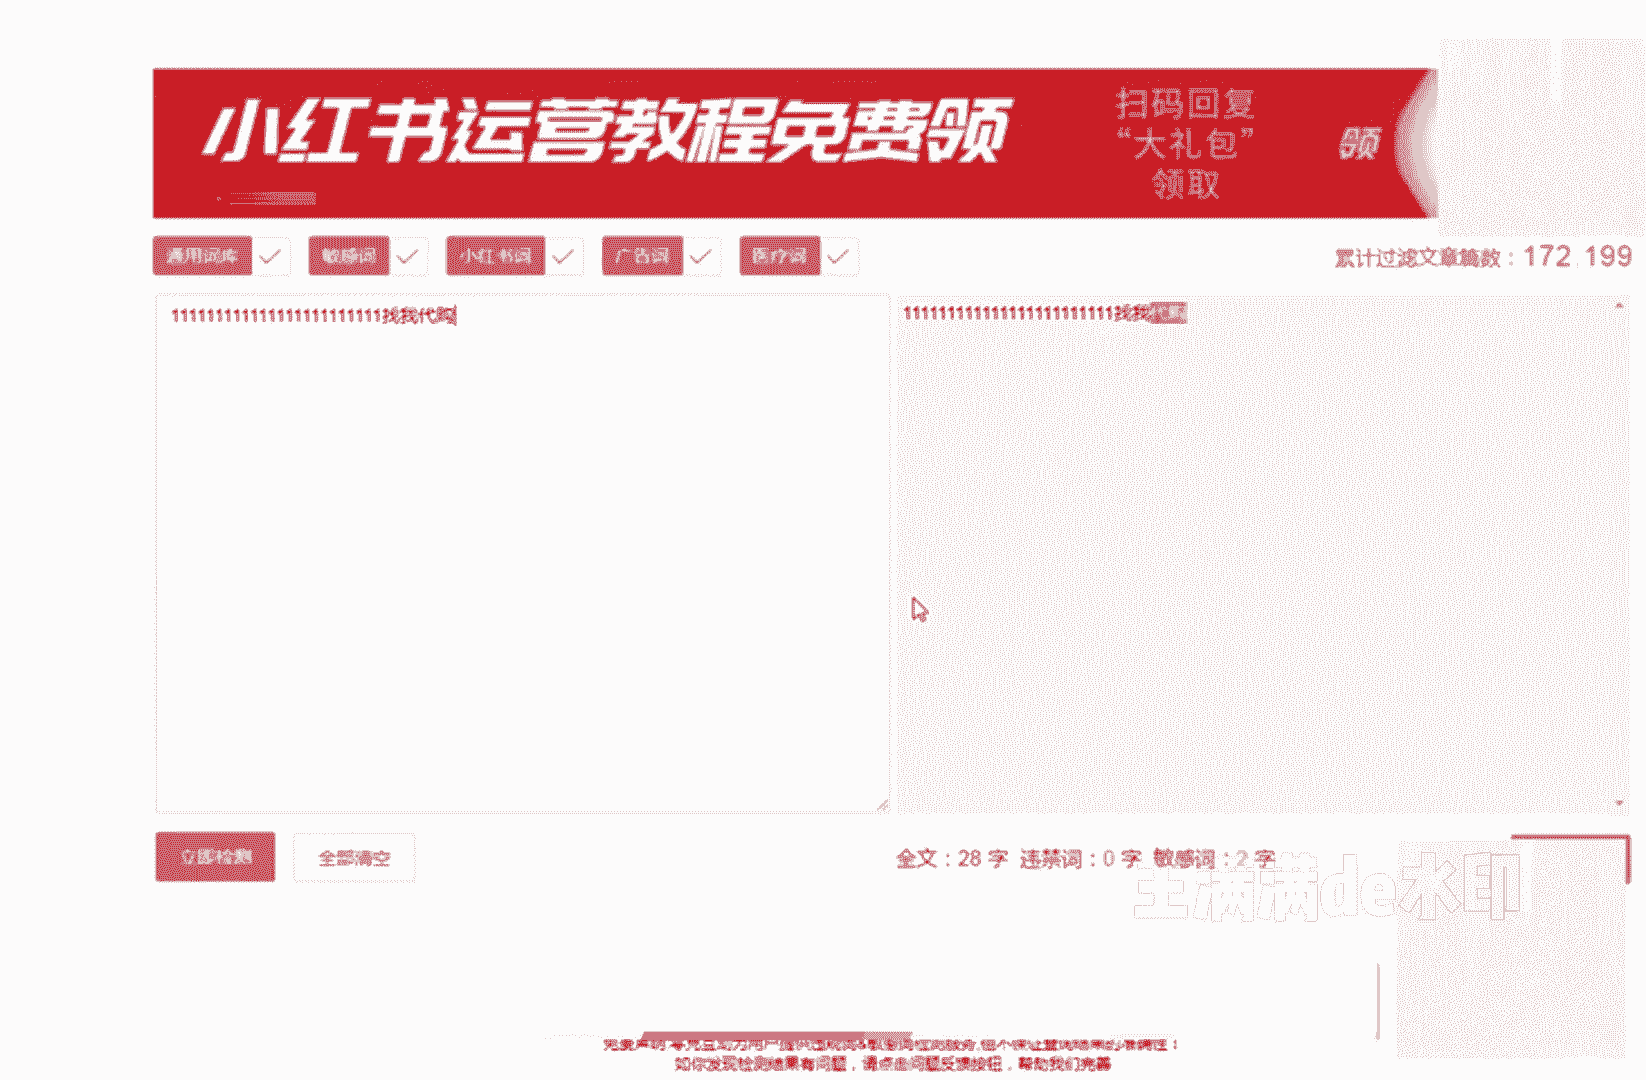 小红书运营教程免费领
扫码回复
“大礼包”
领取
领
通用词库
敏感词
小红书词
广告词
医疗词
累计过滤文章篇数：172 199
111111111111111111111111找我代购
111111111111111111111111找我代购
立即检测
全部清空
全文：28 字 违禁词：0 字 敏感词：2 字
王满满de水印
如你发现检测结果有问题，请点击问题反馈按钮，帮助我们完善